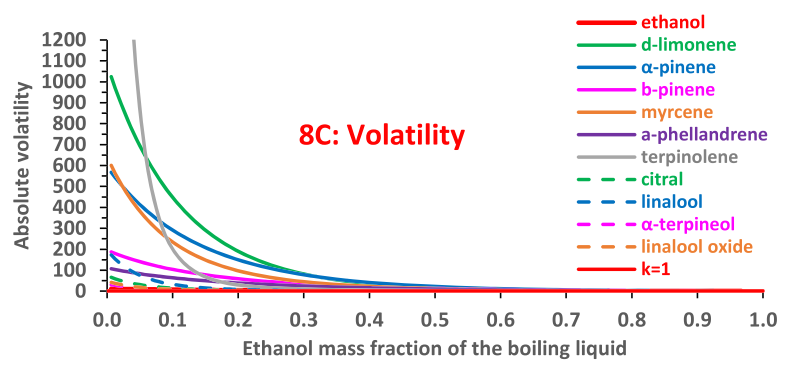 8C: Volatility
Absolute volatility
1200
1100
1000
900
800
700
600
500
400
300
200
100
0
0.0 0.1 0.2 0.3 0.4 0.5 0.6 0.7 0.8 0.9 1.0
Ethanol mass fraction of the boiling liquid
ethanol
d-limonene
α-pinene
b-pinene
myrcene
a-phellandrene
terpinolene
citral
linalool
α-terpineol
linalool oxide
k=1